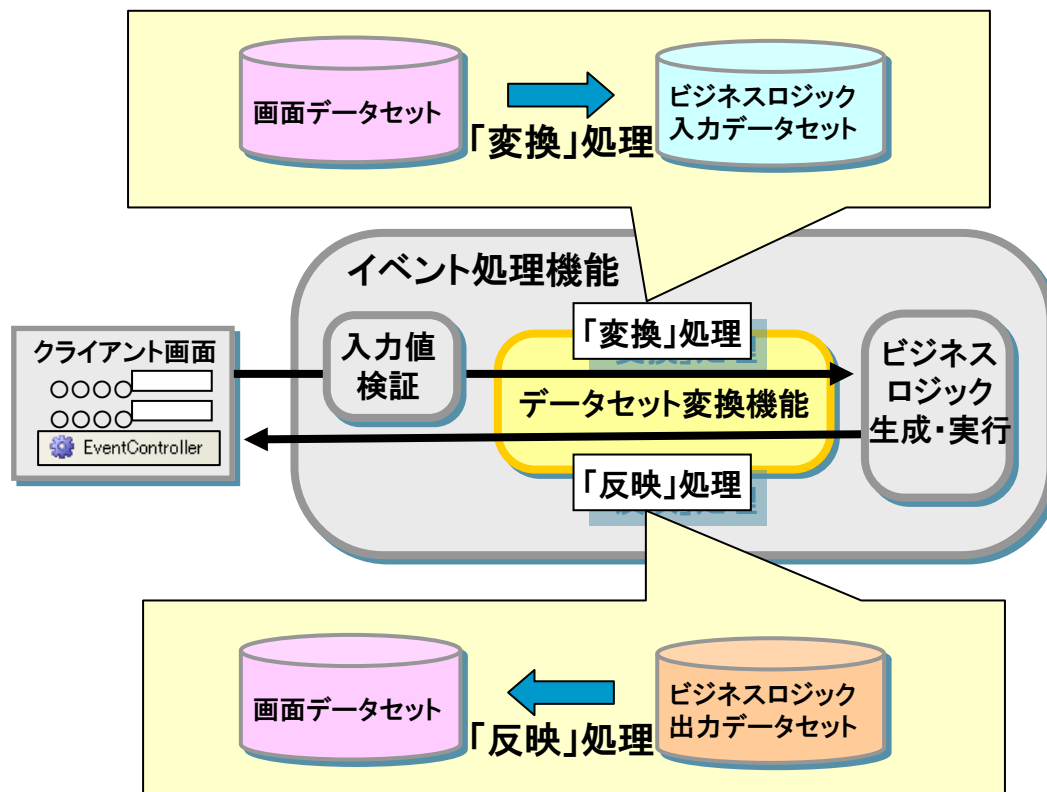 画面データセット
「変換」処理
ビジネスロジック
入力データセット
イベント処理機能
クライアント画面
○○○○
○○○○
EventController
入力値
検証
「変換」処理
データセット変換機能
「反映」処理
ビジネス
ロジック
生成・実行
画面データセット
「反映」処理
ビジネスロジック
出力データセット